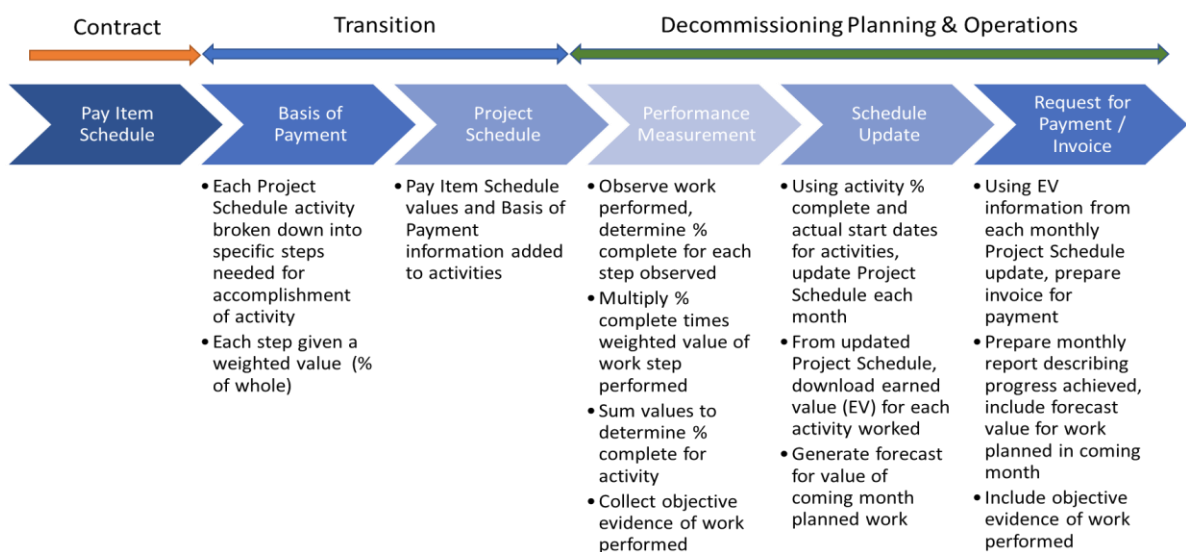 Contract
Transition
Decommissioning Planning & Operations
Pay Item
Schedule
Basis of
Payment
Project
Schedule
Performance
Measurement
Schedule
Update
Request for
Payment /
Invoice
• Each Project
Schedule activity
broken down into
specific steps
needed for
accomplishment
of activity
• Each step given a
weighted value (%
of whole)
• Pay Item Schedule
values and Basis of
Payment
information added
to activities
• Observe work
performed,
determine %
complete for each
step observed
• Multiply %
complete times
weighted value of
work step
performed
• Sum values to
determine %
complete for
activity
• Collect objective
evidence of work
performed
• Using activity %
complete and
actual start dates
for activities,
update Project
Schedule each
month
• From updated
Project Schedule,
download earned
value (EV) for each
activity worked
• Generate forecast
for value of
coming month
planned work
• Using EV
information from
each monthly
Project Schedule
update, prepare
invoice for
payment
• Prepare monthly
report describing
progress achieved,
include forecast
value for work
planned in coming
month
• Include objective
evidence of work
performed